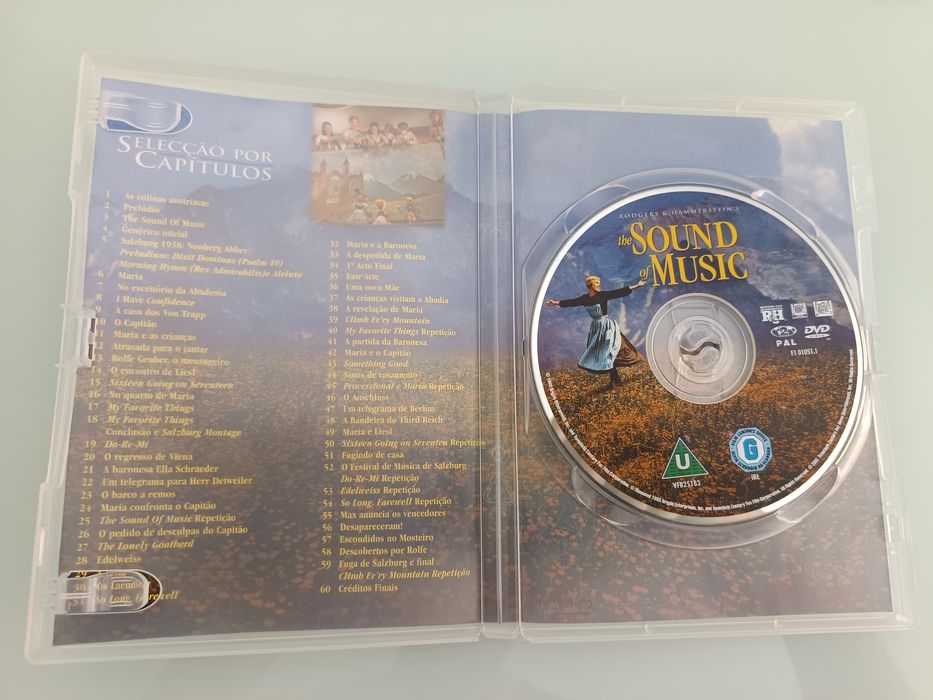 SELECÇÃO POR
CAPÍTULOS
1 As colinas austríacas
2 Prelúdio
3 The Sound Of Music
4 Genérico inicial
5 Salzburg 1938: Nonberg Abbey
Preludium: Dixit Dominus (Psalm 10)
Morning Hymn (Rex Admirabilis)e Aleluia
6 Maria
7 No escritório da Abadessa
8 I Have Confidence
9 A casa dos Von Trapp
10 O Capitão
11 Maria e as crianças
12 Atrasada para o jantar
13 Rolfe Gruber, o mensageiro
14 O encontro de Liesl
15 Sixteen Going on Seventeen
16 No quarto de Maria
17 My Favorite Things
18 My Favorite Things
Conclusão e Salzburg Montage
19 Do-Re-Mi
20 O regresso de Viena
21 A baronesa Ella Schraeder
22 Um telegrama para Herr Detweiler
23 O barco a remos
24 Maria confronta o Capitão
25 The Sound Of Music Repetição
26 O pedido de desculpas do Capitão
27 The Lonely Goatherd
28 Edelweiss
29
30 Os
31 So Long,
32 Maria e a Baronesa
33 A despedida de Maria
34 1º Acto Final
35 Entr'Acte
36 Uma nova Mãe
37 As crianças visitam a Abadia
38 A revelação de Maria
39 Climb Ev'ry Mountain
40 My Favorite Things Repetição
41 A partida da Baronesa
42 Maria e o Capitão
43 Something Good
44 Sinos de casamento
45 Processional e Maria Repetição
46 O Anschluss
47 Um telegrama de Berlim
48 A Bandeira do Third Reich
49 Maria e Liesl
50 Sixteen Going on Seventen Repetição
51 Fugindo de casa
52 O Festival de Música de Salzburg
Do-Re-Mi Repetição
53 Edelweiss Repetição
54 So Long, Farewell Repetição
55 Max anuncia os vencedores
56 Desapareceram!
57 Escondidos no Mosteiro
58 Descobertos por Rolfe
59 Fuga de Salzburg e final
Climb Ev'ry Mountain Repetição
60 Créditos Finais
RODGERS & HAMMERSTEIN'S
the SOUND
of MUSIC
R&H
DVD
PAL
F1 01051.1
U
VFB25183
G
IRE